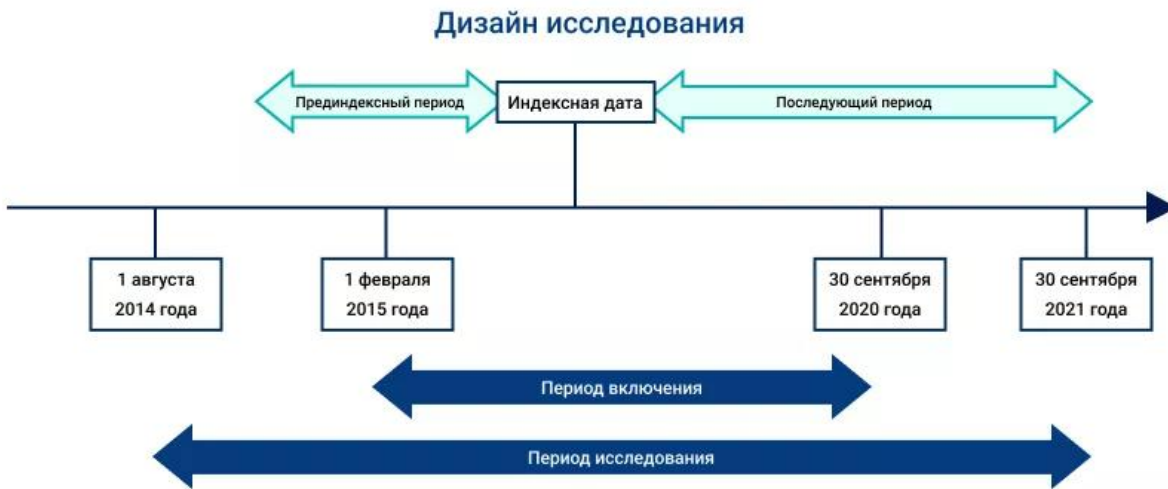 Дизайн исследования
Прединдексный период
Индексная дата
Последующий период
1 августа
2014 года
1 февраля
2015 года
30 сентября
2020 года
30 сентября
2021 года
Период включения
Период исследования